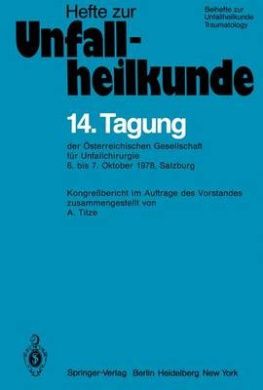 Hefte zur
Unfall-
heilkunde
Beihefte zur
Unfallheilkunde
Traumatology
14. Tagung
der Österreichischen Gesellschaft
für Unfallchirurgie
6. bis 7. Oktober 1978, Salzburg
Kongreßbericht im Auftrage des Vorstandes
zusammengestellt von
A. Titze
Springer-Verlag Berlin Heidelberg New York